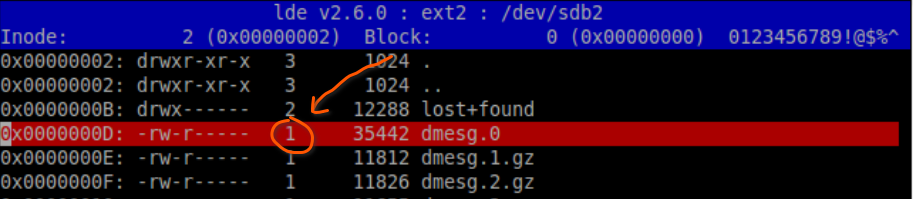 lde v2.6.0 : ext2 : /dev/sdb2
Inode: 2 (0x00000002) Block: 0 (0x00000000) 0123456789!@$%^
0x00000002: drwxr-xr-x 3 1024 .
0x00000002: drwxr-xr-x 3 1024 ..
0x0000000B: drwx------ 2 12288 lost+found
0x0000000D: -rw-r----- 1 35442 dmesg.0
0x0000000E: -rw-r----- 1 11812 dmesg.1.gz
0x0000000F: -rw-r----- 1 11826 dmesg.2.gz